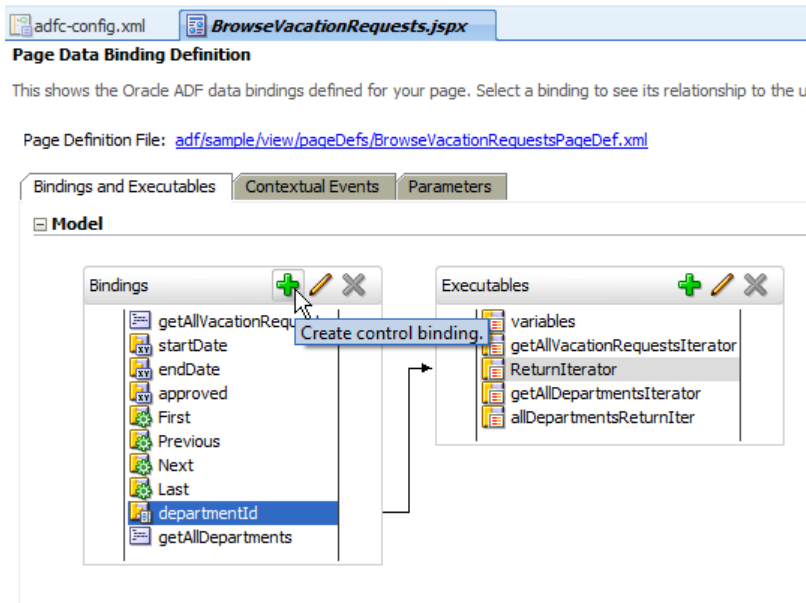 adfc-config.xml BrowseVacationRequests.jspx
Page Data Binding Definition
This shows the Oracle ADF data bindings defined for your page. Select a binding to see its relationship to the u
Page Definition File: adf/sample/view/pageDefs/BrowseVacationRequestsPageDef.xml
Bindings and Executables Contextual Events Parameters
Model
Bindings
getAllVacationRequ
startDate
endDate
approved
First
Previous
Next
Last
departmentId
getAllDepartments
Create control binding.
Executables
variables
getAllVacationRequestsIterator
ReturnIterator
getAllDepartmentsIterator
allDepartmentsReturnIter